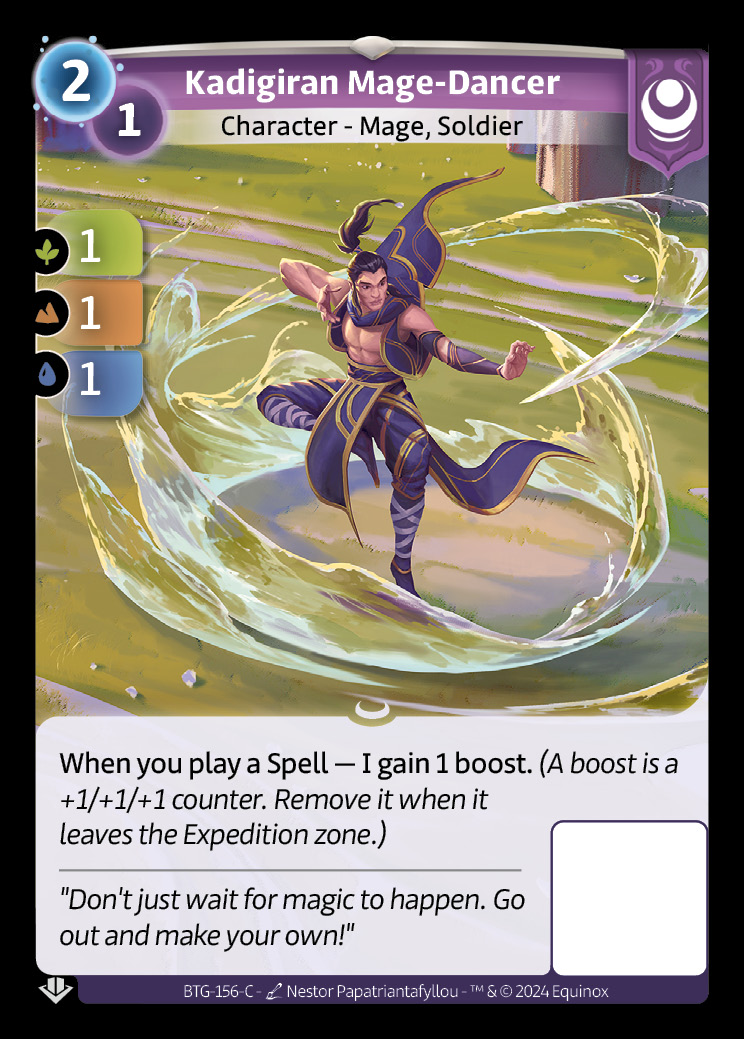 2
Kadigiran Mage-Dancer
1
Character - Mage, Soldier
1
1
1
When you play a Spell — I gain 1 boost. (A boost is a
+1/+1/+1 counter. Remove it when it
leaves the Expedition zone.)
"Don't just wait for magic to happen. Go
out and make your own!"
BTG-156-C - Nestor Papatriantafyllou - ™ & © 2024 Equinox